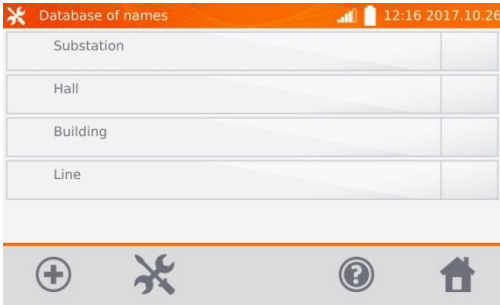 Database of names 12:16 2017.10.26
Substation
Hall
Building
Line